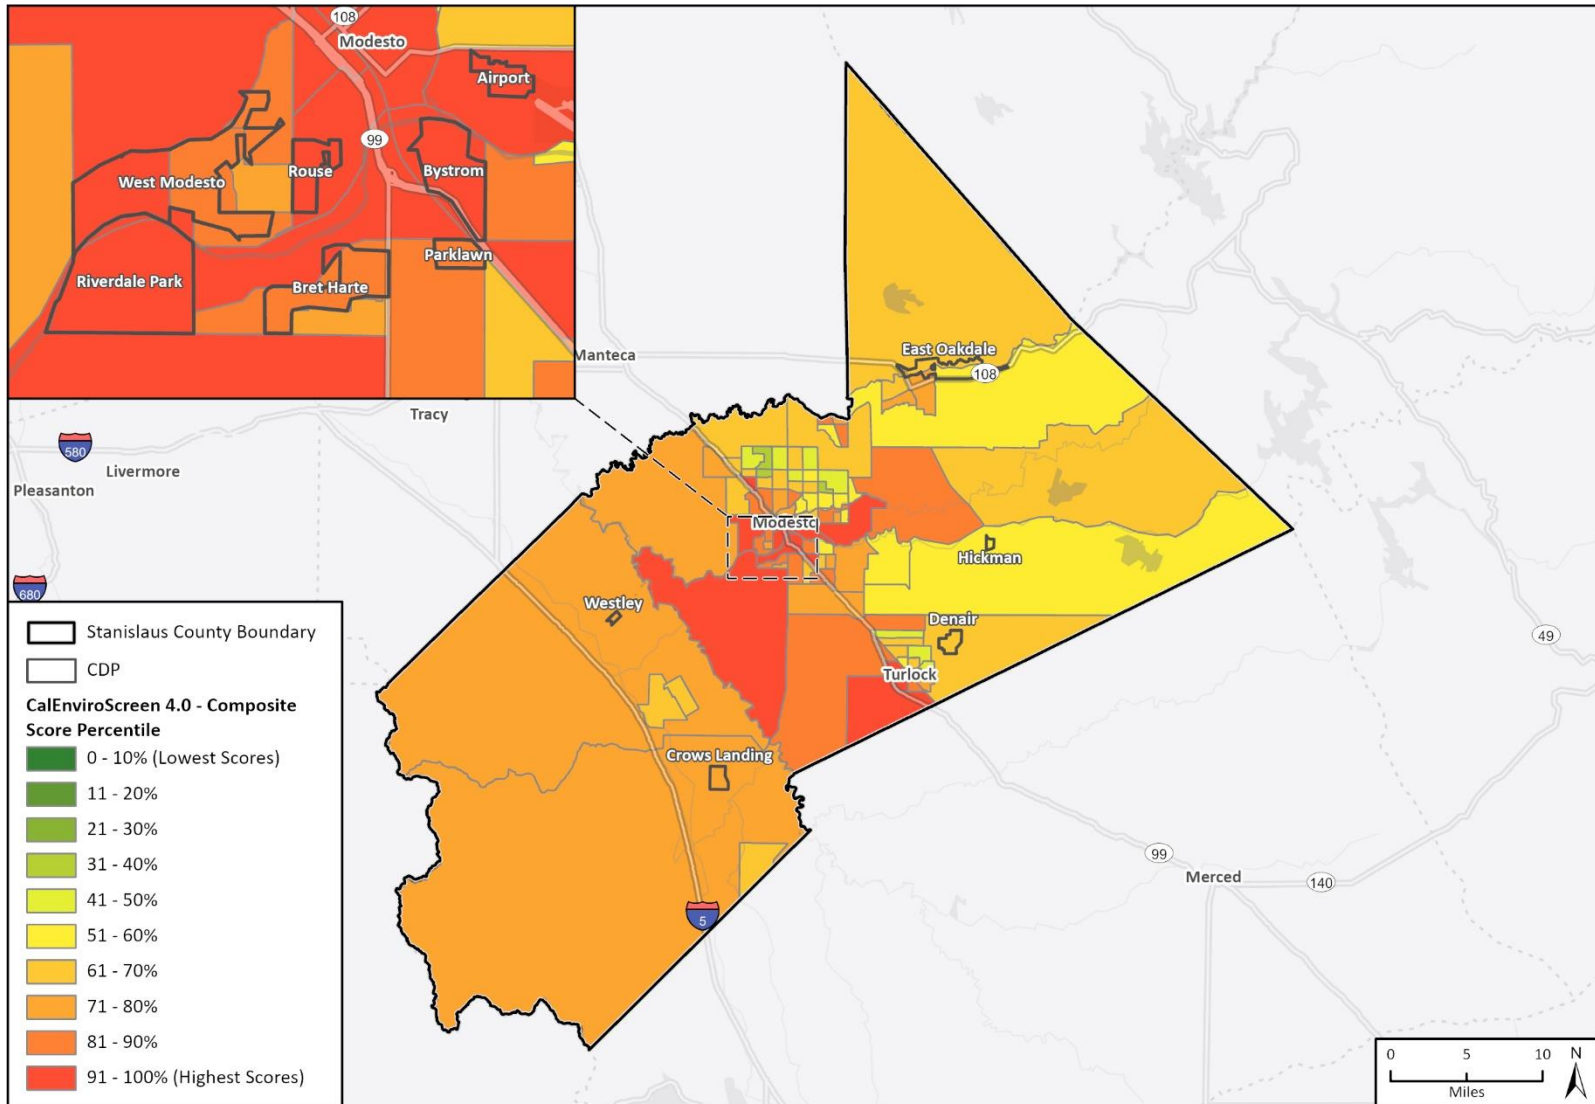 108
Modesto
Airport
99
West Modesto
Rouse
Bystrom
Riverdale Park
Bret Harte
Parklawn
Manteca
Tracy
580
Livermore
Pleasanton
680
East Oakdale
108
Modesto
Hickman
Westley
Denair
Turlock
49
Crows Landing
5
99
Merced
140
Stanislaus County Boundary
CDP
CalEnviroScreen 4.0 - Composite
Score Percentile
0 - 10% (Lowest Scores)
11 - 20%
21 - 30%
31 - 40%
41 - 50%
51 - 60%
61 - 70%
71 - 80%
81 - 90%
91 - 100% (Highest Scores)
0 5 10
Miles
N